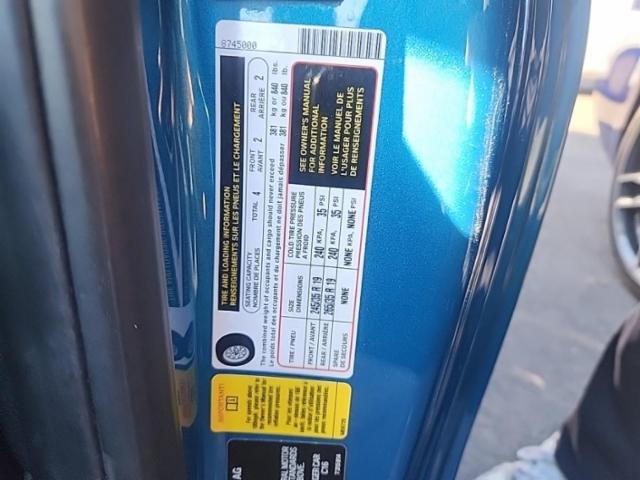 8745000
TIRE AND LOADING INFORMATION
RENSEIGNEMENTS SUR LES PNEUS ET LE CHARGEMENT
SEATING CAPACITY
NOMBRE DE PLACES
TOTAL 4
FRONT
AVANT 2
REAR
ARRIÈRE 2
The combined weight of occupants and cargo should never exceed 381 kg or 840 lbs.
Le poids total des occupants et du chargement ne doit jamais dépasser 381 kg ou 840 lb.
TIRE / PNEU
SIZE
DIMENSIONS
COLD TIRE PRESSURE
PRESSION DES PNEUS
A FROID
FRONT / AVANT 245/35 R 19 240 KPA, 35 PSI
REAR / ARRIÈRE 265/35 R 19 240 KPA, 35 PSI
SPARE
DE SECOURS NONE NONE KPA, NONE PSI
SEE OWNER'S MANUAL
FOR ADDITIONAL
INFORMATION
VOIR LE MANUEL DE
L'USAGER POUR PLUS
DE RENSEIGNEMENTS
IMPORTANT!
AG
MOTOR
STANDARDS
CAR
C16